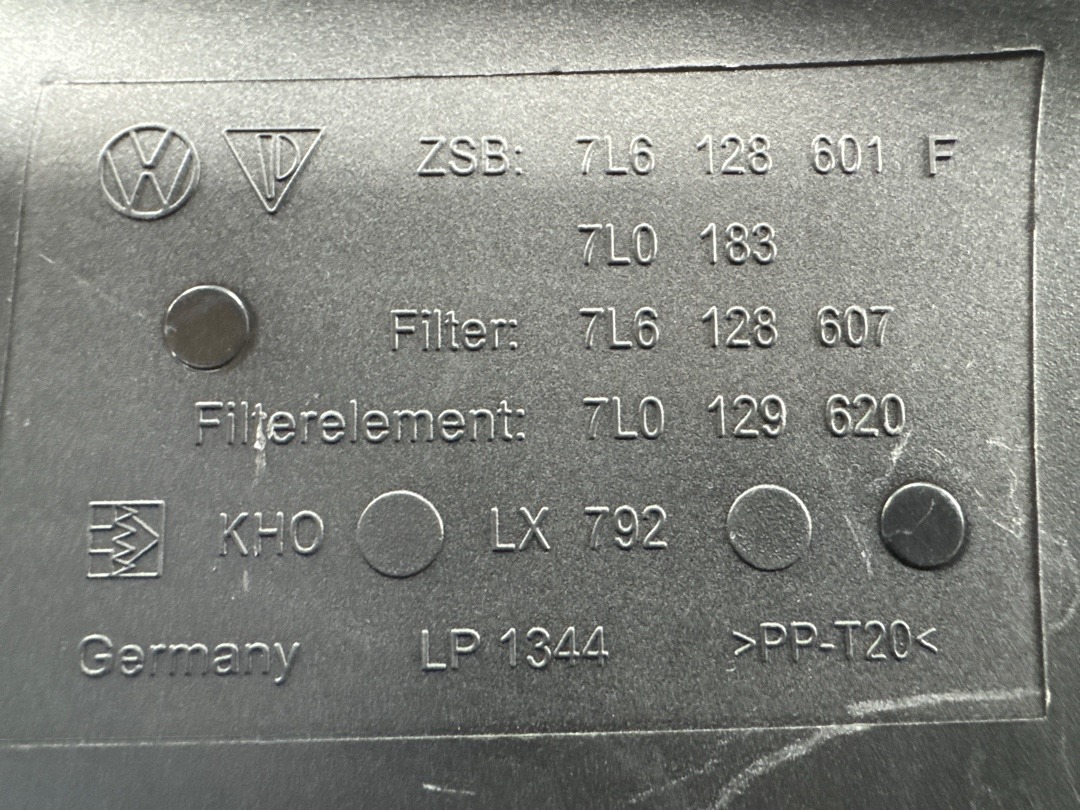 ZSB: 7L6 128 601 F
7L0 183
Filter: 7L6 128 607
Filterelement: 7L0 129 620
KHO LX 792
Germany LP 1344 >PP-T20<